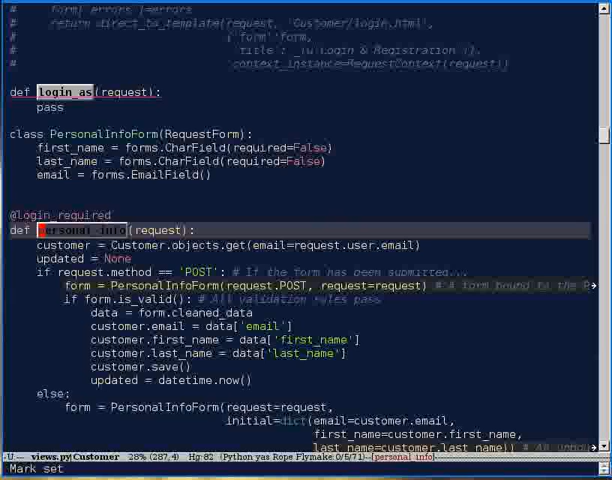 #     form[ errors ]=errors
#     return direct_to_template(request, 'Customer/login.html',
#                               { 'form':form,
#                                'title': _(u'Login & Registration')},
#                               context_instance=RequestContext(request))
def login_as(request):
    pass
class PersonalInfoForm(RequestForm):
    first_name = forms.CharField(required=False)
    last_name = forms.CharField(required=False)
    email = forms.EmailField()
@login_required
def personal_info(request):
    customer = Customer.objects.get(email=request.user.email)
    updated = None
    if request.method == 'POST': # If the form has been submitted...
        form = PersonalInfoForm(request.POST, request=request) # A form bound to the P
        if form.is_valid(): # All validation rules pass
            data = form.cleaned_data
            customer.email = data['email']
            customer.first_name = data['first_name']
            customer.last_name = data['last_name']
            customer.save()
            updated = datetime.now()
    else:
        form = PersonalInfoForm(request=request,
                                initial=dict(email=customer.email,
                                             first_name=customer.first_name,
                                             last_name=customer.last_name)) # An
-U:-- views.py|Customer 28% (287,4) Hg:82 (Python yas Rope Flymake:0/5/71)--[personal_info]
Mark set